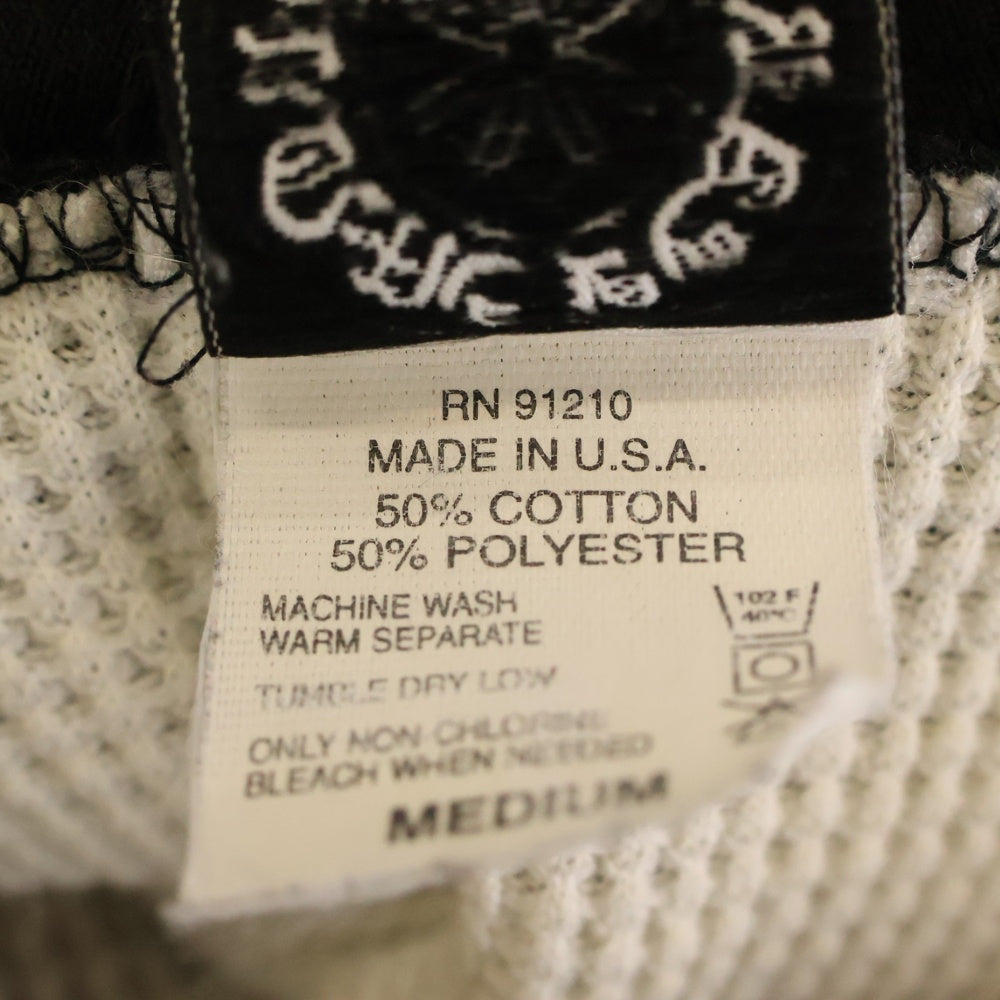 RN 91210
MADE IN U.S.A.
50% COTTON
50% POLYESTER
MACHINE WASH
WARM SEPARATE
TUMBLE DRY LOW
ONLY NON-CHLORINE
BLEACH WHEN NEEDED
MEDIUM
102 F
40°C